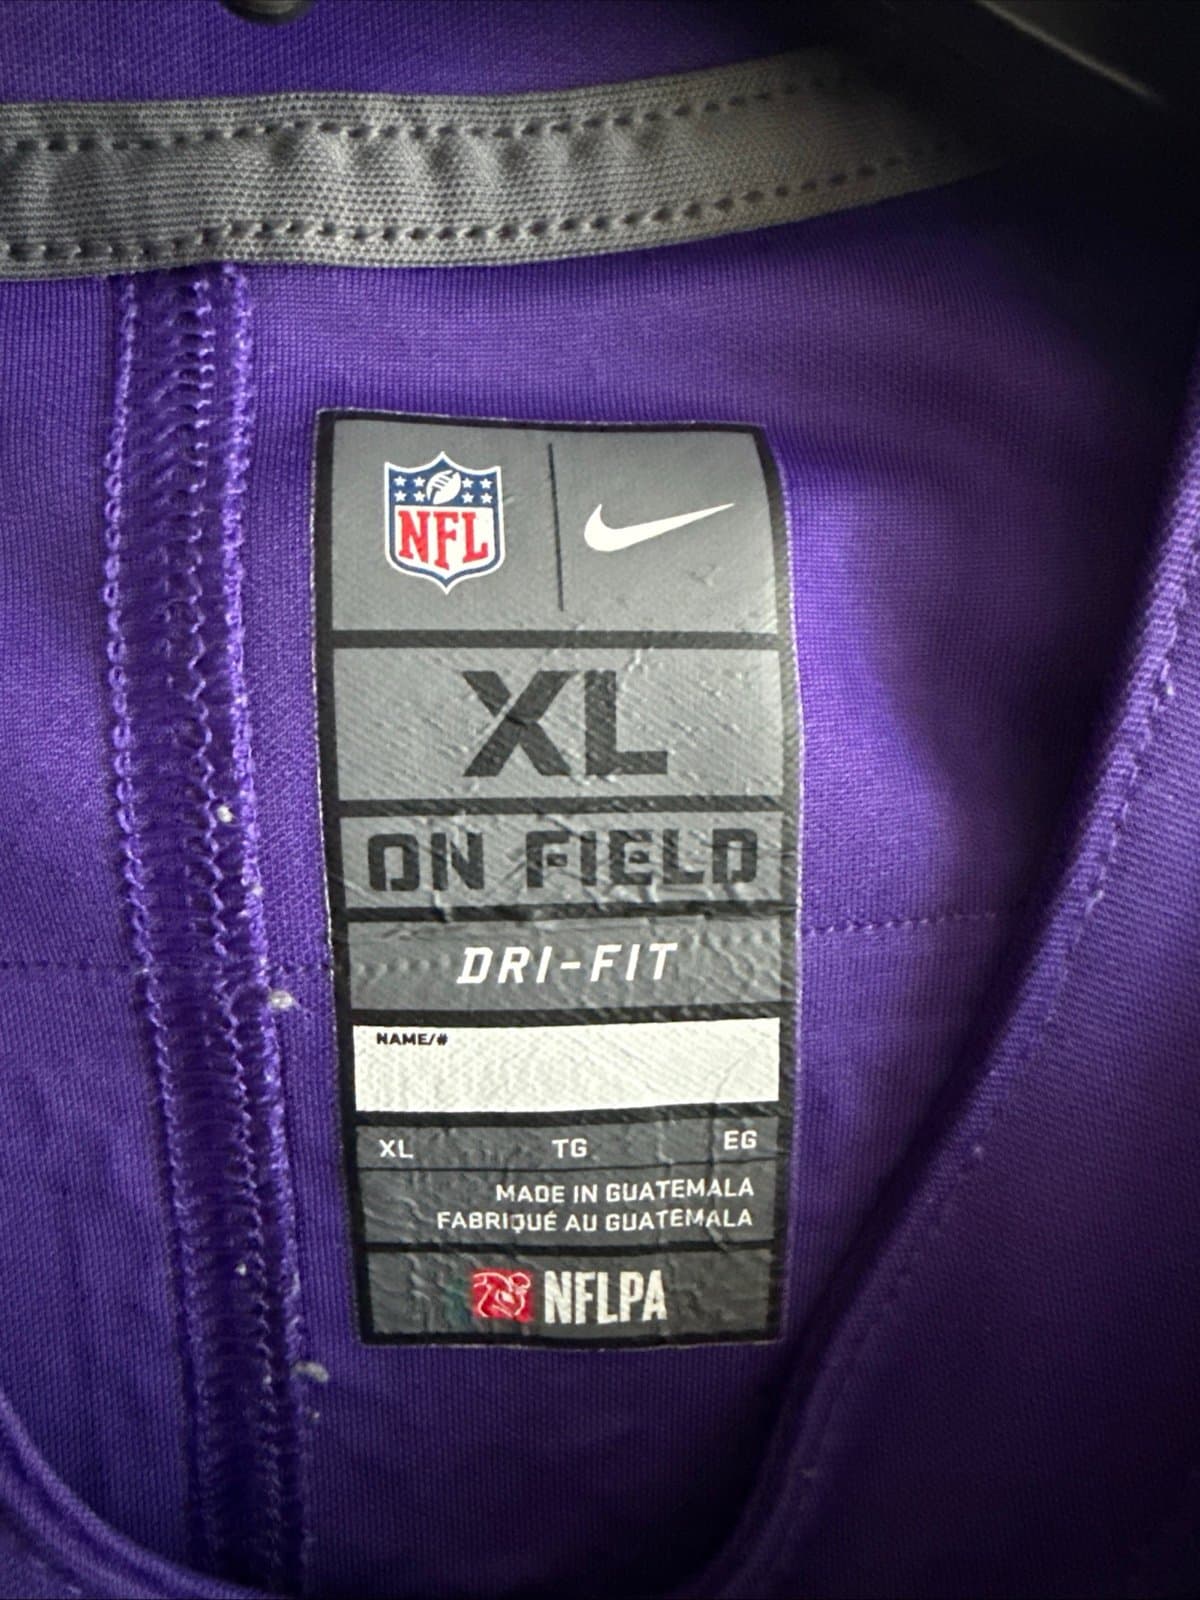 NFL
XL
ON FIELD
DRI-FIT
NAME/#
XL TG EG
MADE IN GUATEMALA
FABRIQUÉ AU GUATEMALA
NFLPA